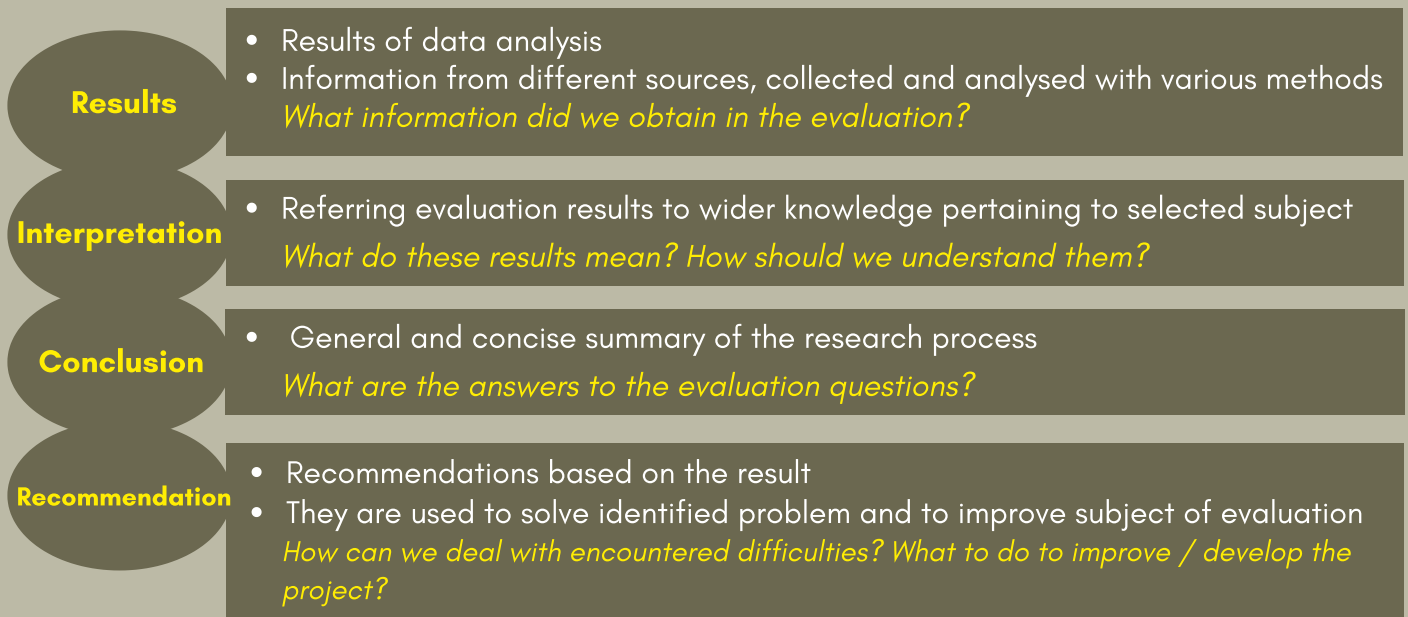 Results
• Results of data analysis
• Information from different sources, collected and analysed with various methods
What information did we obtain in the evaluation?
Interpretation
• Referring evaluation results to wider knowledge pertaining to selected subject
What do these results mean? How should we understand them?
Conclusion
• General and concise summary of the research process
What are the answers to the evaluation questions?
Recommendation
• Recommendations based on the result
• They are used to solve identified problem and to improve subject of evaluation
How can we deal with encountered difficulties? What to do to improve / develop the
project?